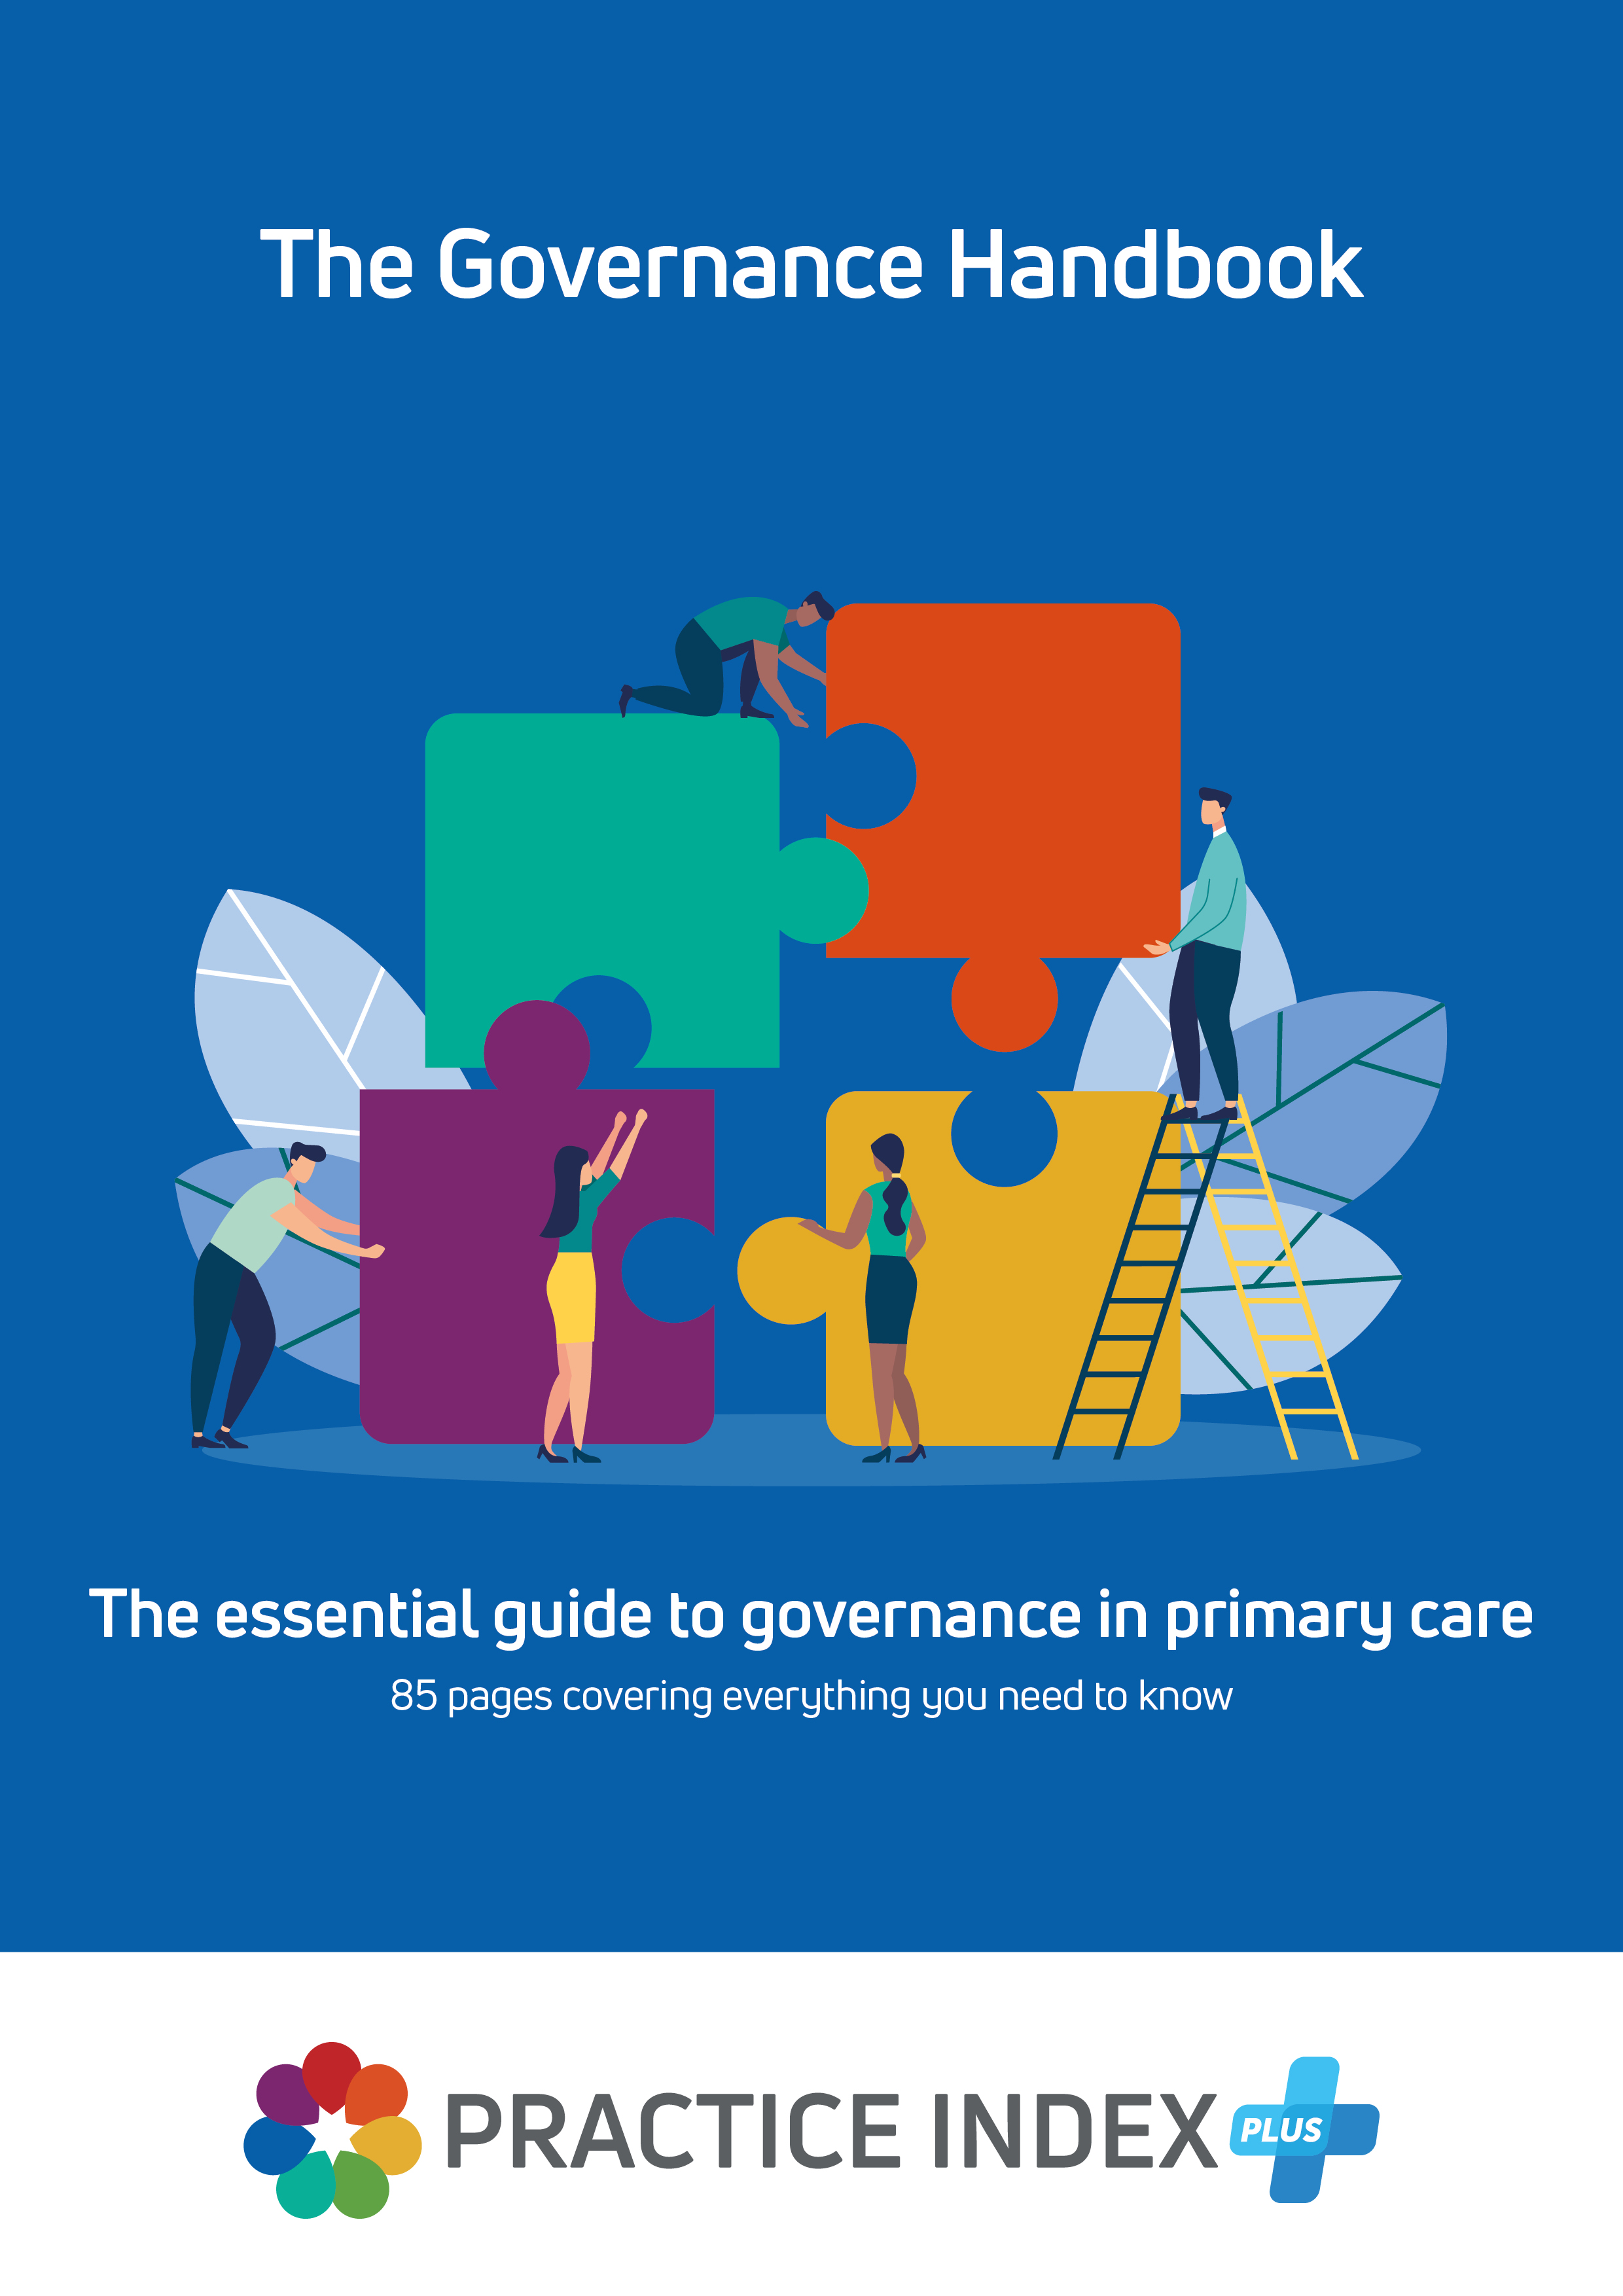 The Governance Handbook
The essential guide to governance in primary care
85 pages covering everything you need to know
PRACTICE INDEX PLUS